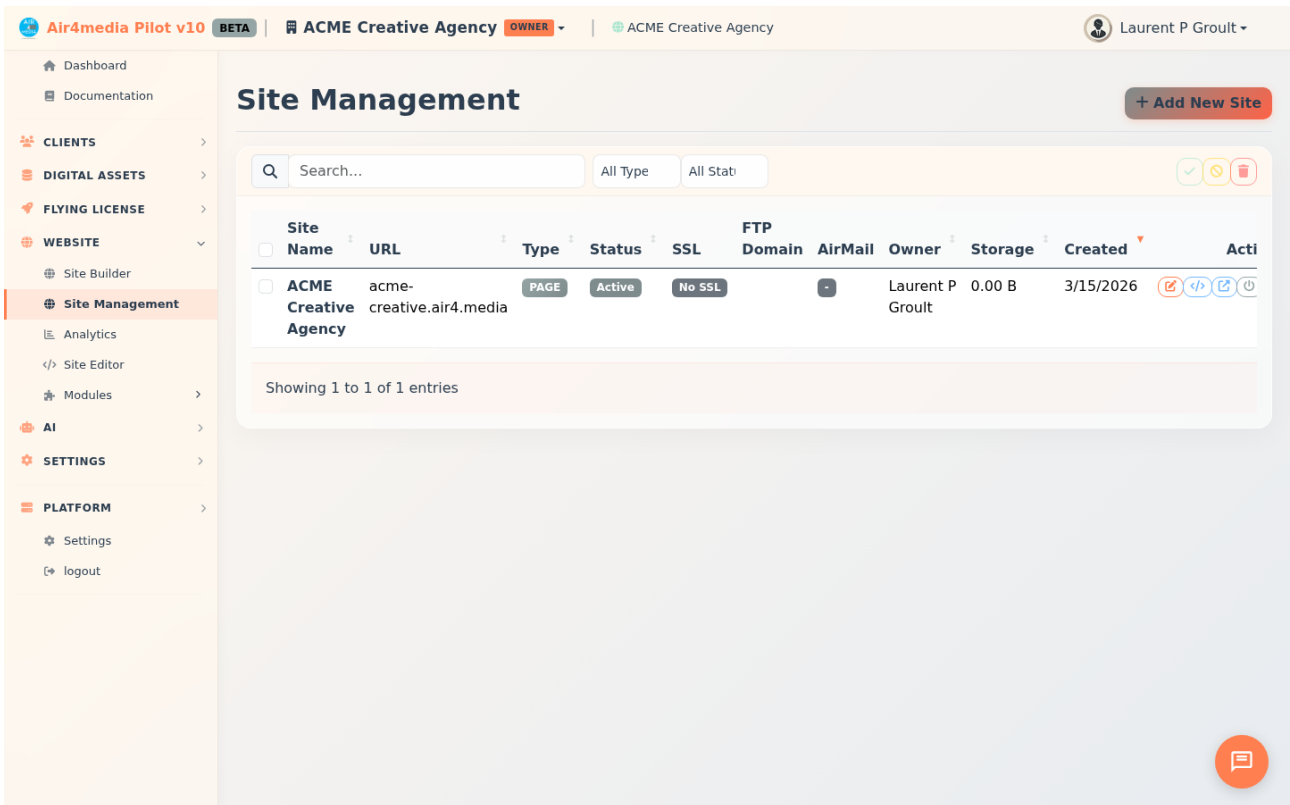 Air4media Pilot v10 BETA ACME Creative Agency OWNER ACME Creative Agency Laurent P Groult
Dashboard
Documentation
CLIENTS
DIGITAL ASSETS
FLYING LICENSE
WEBSITE
Site Builder
Site Management
Analytics
Site Editor
Modules
AI
SETTINGS
PLATFORM
Settings
logout
Site Management
+ Add New Site
Search... All Type All Stat
Site Name URL Type Status SSL FTP Domain AirMail Owner Storage Created Acti
ACME acme- PAGE Active No SSL - Laurent P 0.00 B 3/15/2026
Creative creative.air4.media Groult
Agency
Showing 1 to 1 of 1 entries